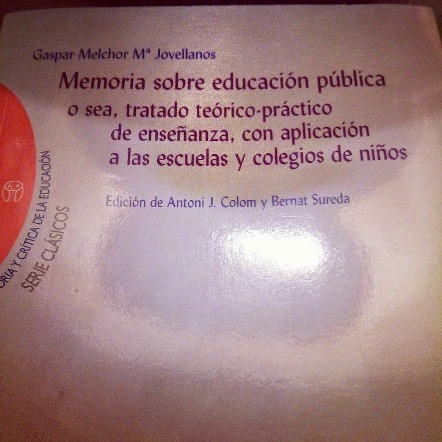 Gaspar Melchor Mª Jovellanos
Memoria sobre educación pública
o sea, tratado teórico-práctico
de enseñanza, con aplicación
a las escuelas y colegios de niños
Edición de Antoni J. Colom y Bernat Sureda
Y CRÍTICA DE LA EDUCACIÓN
SERIE CLÁSICOS